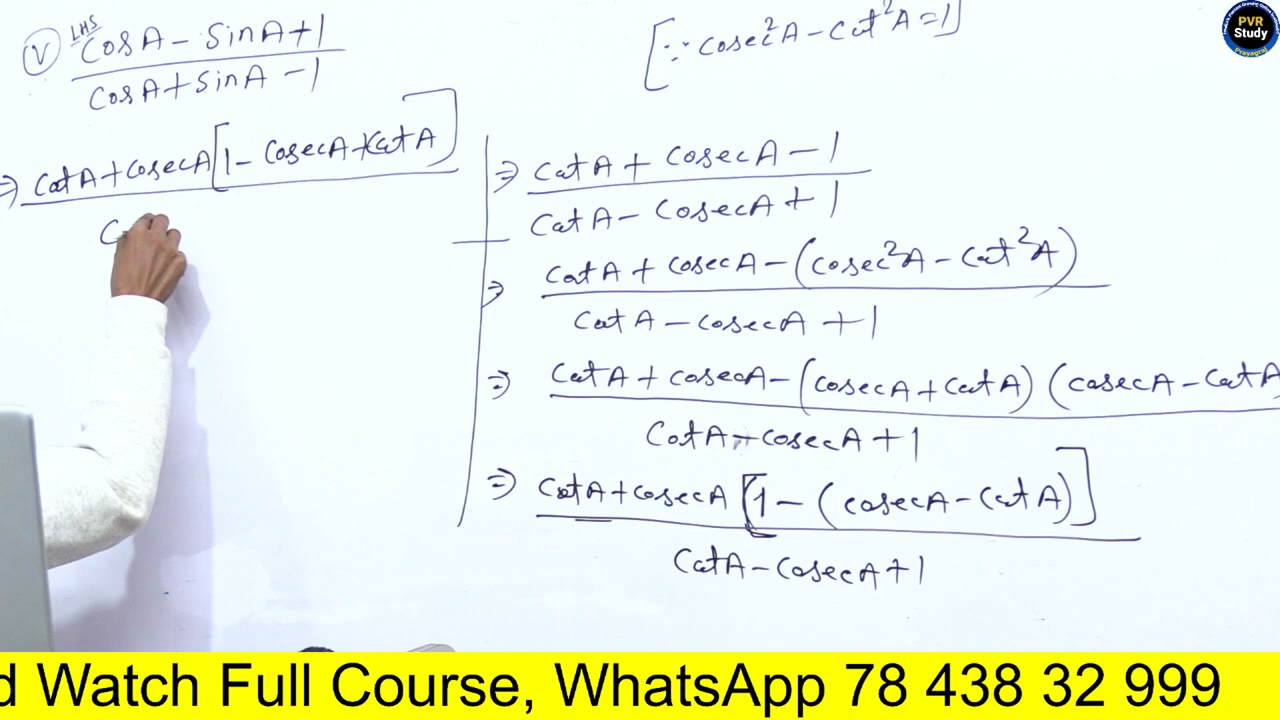 V LHS CosA - SinA+1
CosA+SinA -1
[∵ Cosec²A - Cot²A=1]
PVR
Study
Prayagraj
⇒ CotA+CosecA[1- CosecA+CotA]
C
⇒ CotA + CosecA -1
CotA - CosecA +1
⇒ CotA + CosecA -(Cosec²A - Cot²A)
CotA - CosecA +1
⇒ CotA + CosecA -(CosecA+CotA) (CosecA - CotA
CotA - CosecA +1
⇒ CotA+CosecA [1 - (CosecA - CotA)]
CotA - CosecA +1
d Watch Full Course, WhatsApp 78 438 32 999